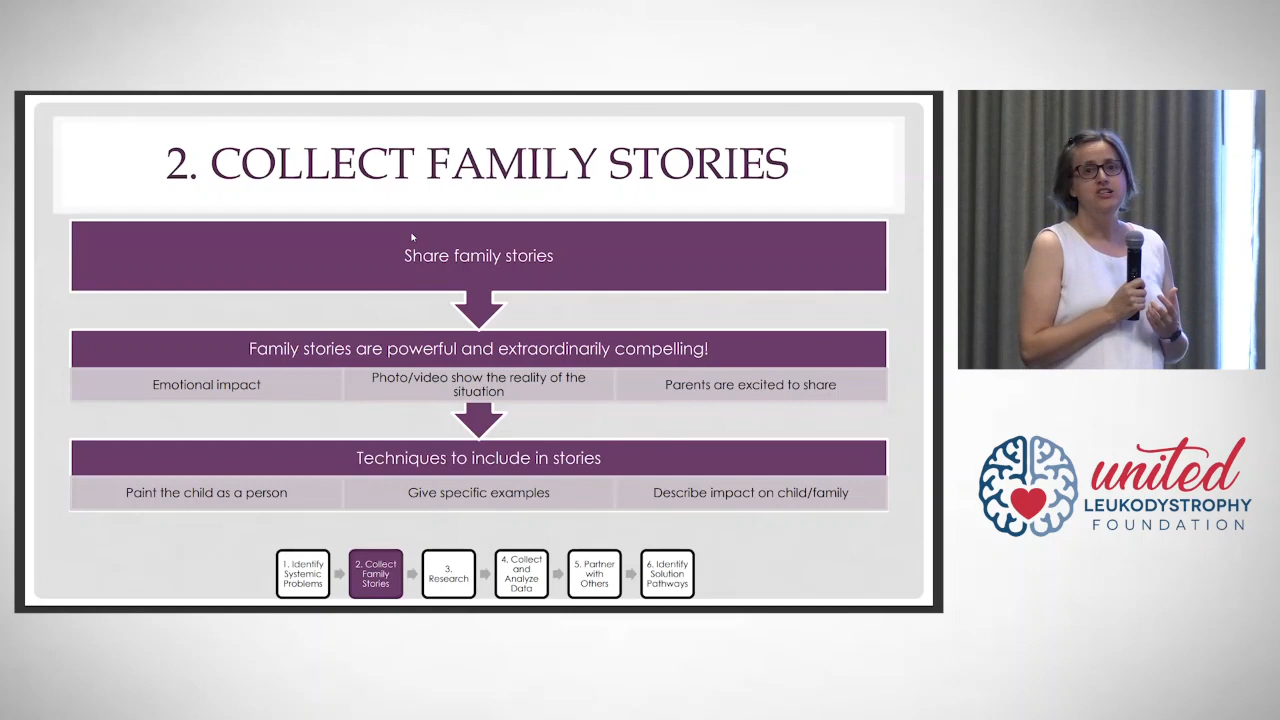 2. COLLECT FAMILY STORIES
Share family stories
Family stories are powerful and extraordinarily compelling!
Emotional impact
Photo/video show the reality of the
situation
Parents are excited to share
Techniques to include in stories
Paint the child as a person
Give specific examples
Describe impact on child/family
1. Identify
Systemic
Problems
2. Collect
Family
Stories
3.
Research
4. Collect
and
Analyze
Data
5. Partner
with
Others
6. Identify
Solution
Pathways
united
LEUKODYSTROPHY
FOUNDATION